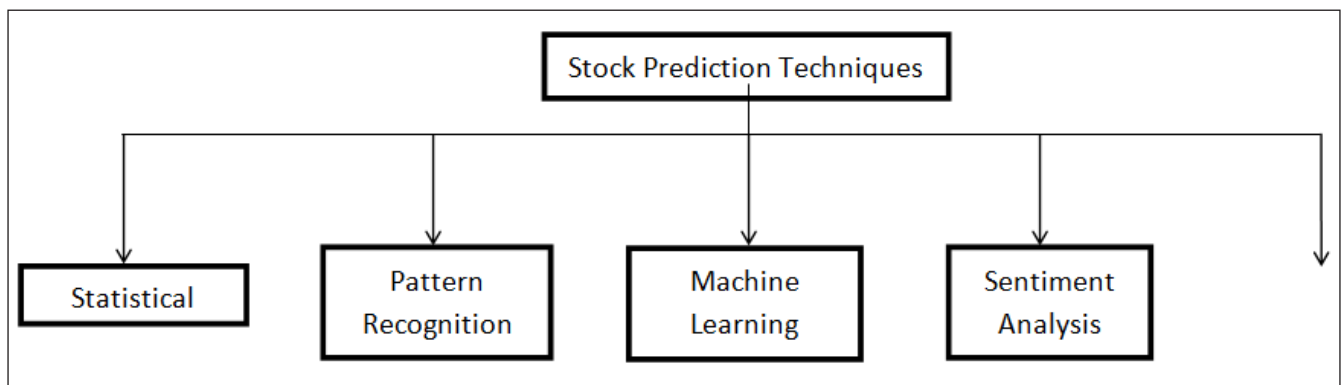 Stock Prediction Techniques
Statistical
Pattern
Recognition
Machine
Learning
Sentiment
Analysis